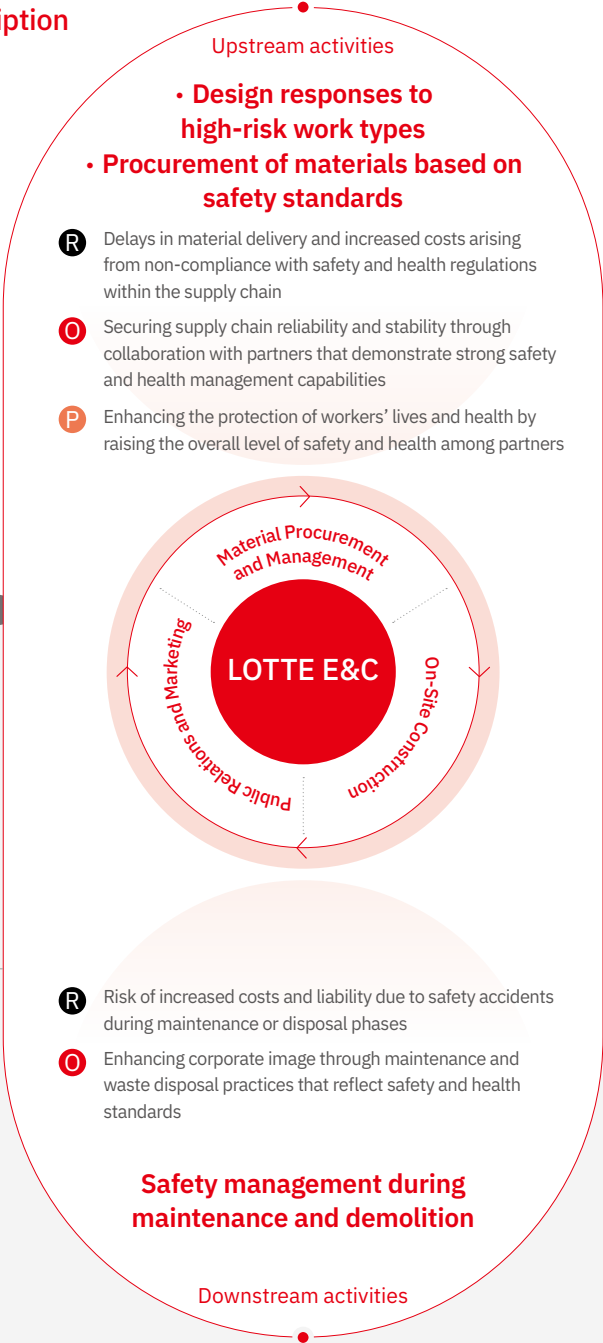 iption
Upstream activities
• Design responses to
high-risk work types
• Procurement of materials based on
safety standards
R Delays in material delivery and increased costs arising
from non-compliance with safety and health regulations
within the supply chain
O Securing supply chain reliability and stability through
collaboration with partners that demonstrate strong safety
and health management capabilities
P Enhancing the protection of workers’ lives and health by
raising the overall level of safety and health among partners
Material Procurement
and Management
LOTTE E&C
On-Site Construction
Public Relations and Marketing
R Risk of increased costs and liability due to safety accidents
during maintenance or disposal phases
O Enhancing corporate image through maintenance and
waste disposal practices that reflect safety and health
standards
Safety management during
maintenance and demolition
Downstream activities